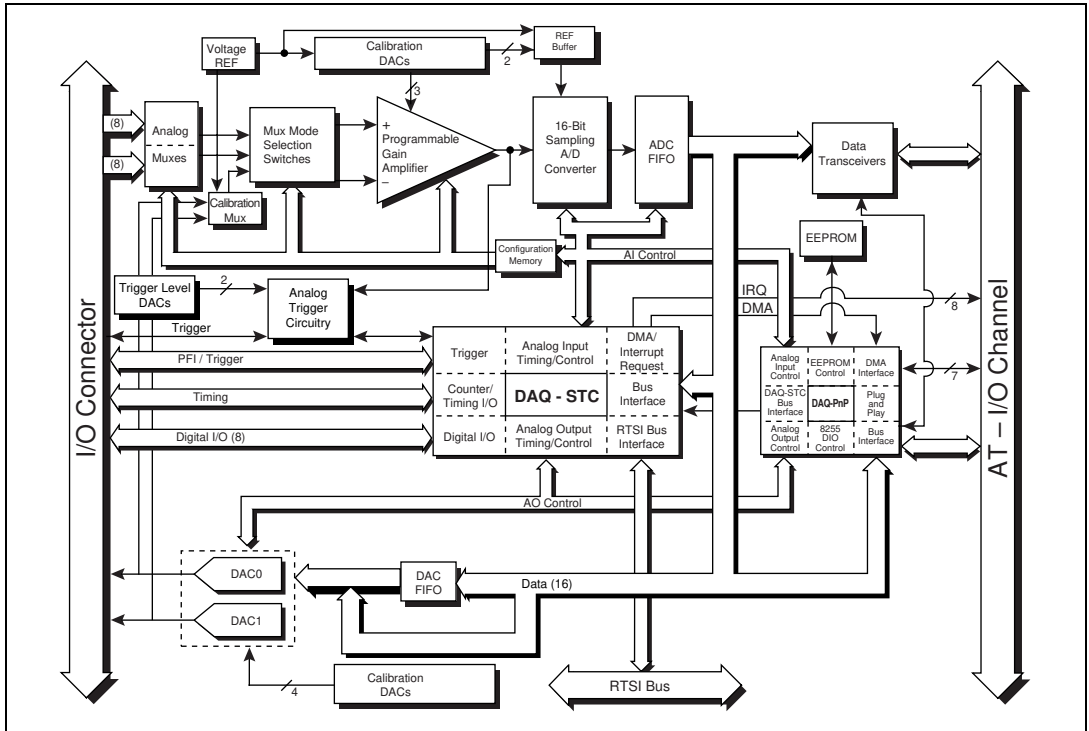 Voltage
REF
Calibration
DACs
2
REF
Buffer
3
(8)
(8)
Analog
Muxes
Mux Mode
Selection
Switches
+
Programmable
Gain
Amplifier
–
16-Bit
Sampling
A/D
Converter
ADC
FIFO
Data
Transceivers
Calibration
Mux
Configuration
Memory
AI Control
EEPROM
Trigger Level
DACs
2
Analog
Trigger
Circuitry
Trigger
IRQ
DMA
8
PFI / Trigger
Timing
Digital I/O (8)
Trigger
Analog Input
Timing/Control
DMA/
Interrupt
Request
Counter/
Timing I/O
DAQ - STC
Bus
Interface
Digital I/O
Analog Output
Timing/Control
RTSI Bus
Interface
Analog
Input
Control
EEPROM
Control
DMA
Interface
DAQ-STC
Bus
Interface
DAQ-PnP
Plug
and
Play
Analog
Output
Control
8255
DIO
Control
Bus
Interface
7
I/O Connector
AT – I/O Channel
AO Control
DAC0
DAC1
DAC
FIFO
Data (16)
4
Calibration
DACs
RTSI Bus